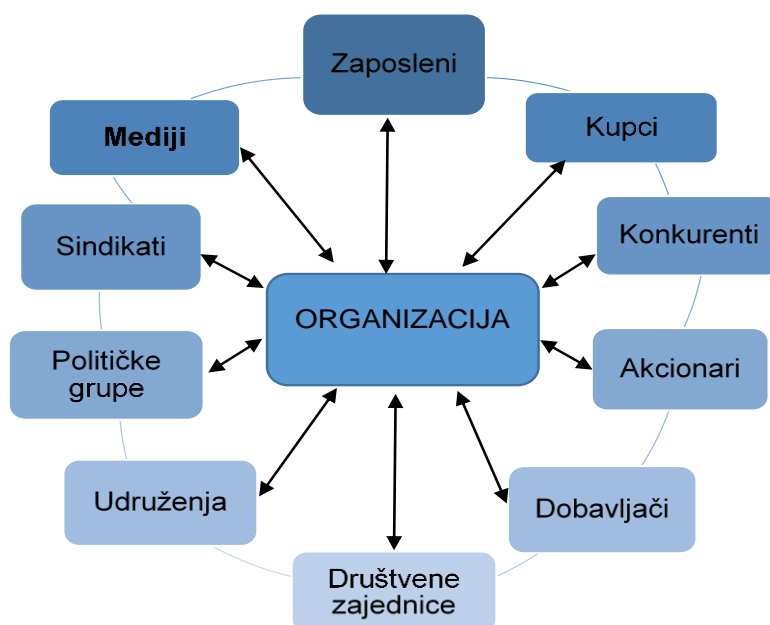 Zaposleni
Kupci
Mediji
Konkurenti
Sindikati
ORGANIZACIJA
Akcionari
Političke
grupe
Udruženja
Dobavljači
Društvene
zajednice